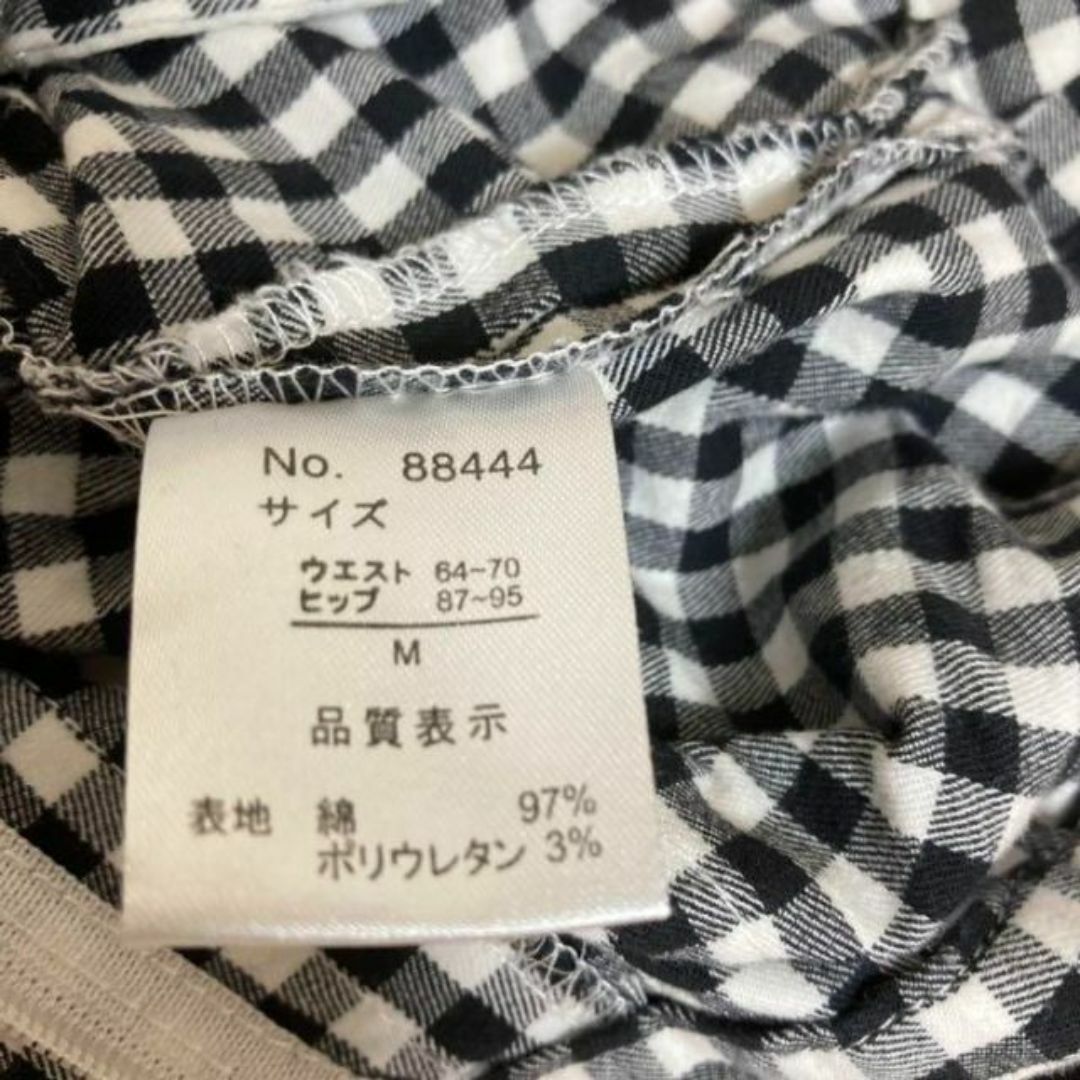 No. 88444
サイズ
ウエスト 64~70
ヒップ 87~95
M
品質表示
表地 綿 97%
ポリウレタン 3%